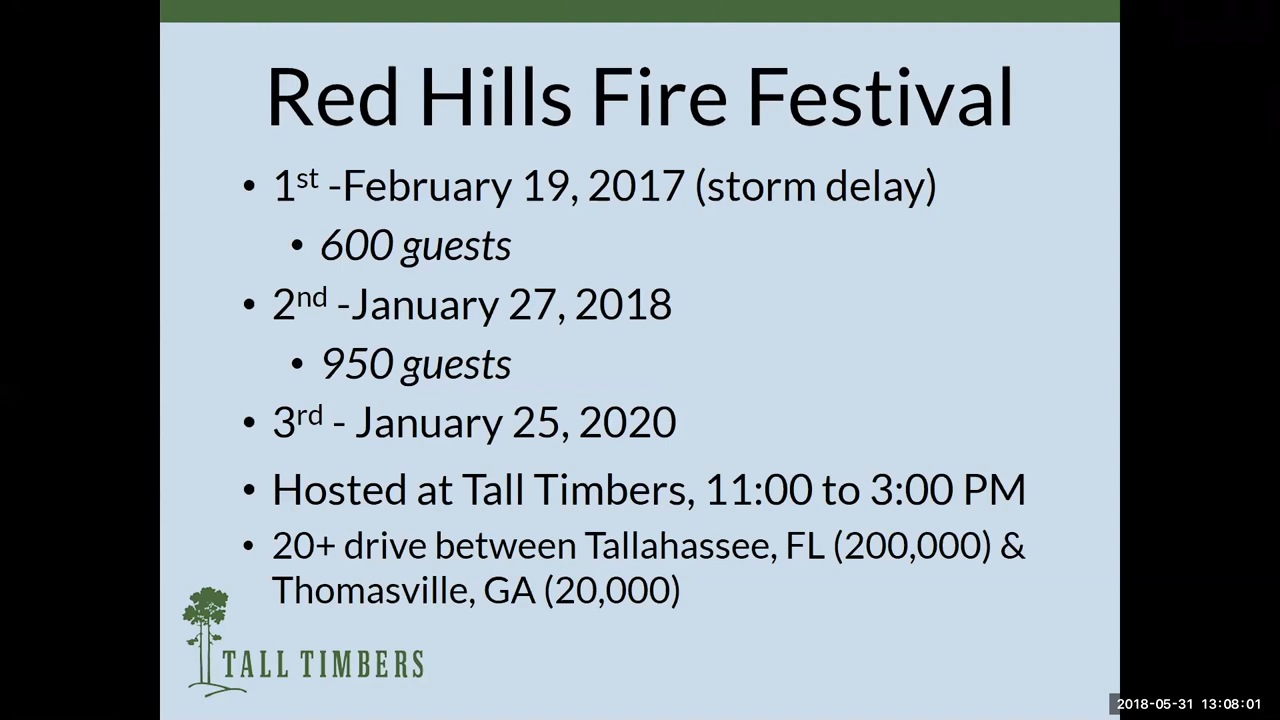 Red Hills Fire Festival
• 1st -February 19, 2017 (storm delay)
• 600 guests
• 2nd -January 27, 2018
• 950 guests
• 3rd - January 25, 2020
• Hosted at Tall Timbers, 11:00 to 3:00 PM
• 20+ drive between Tallahassee, FL (200,000) &
Thomasville, GA (20,000)
TALL TIMBERS
2018-05-31 13:08:01